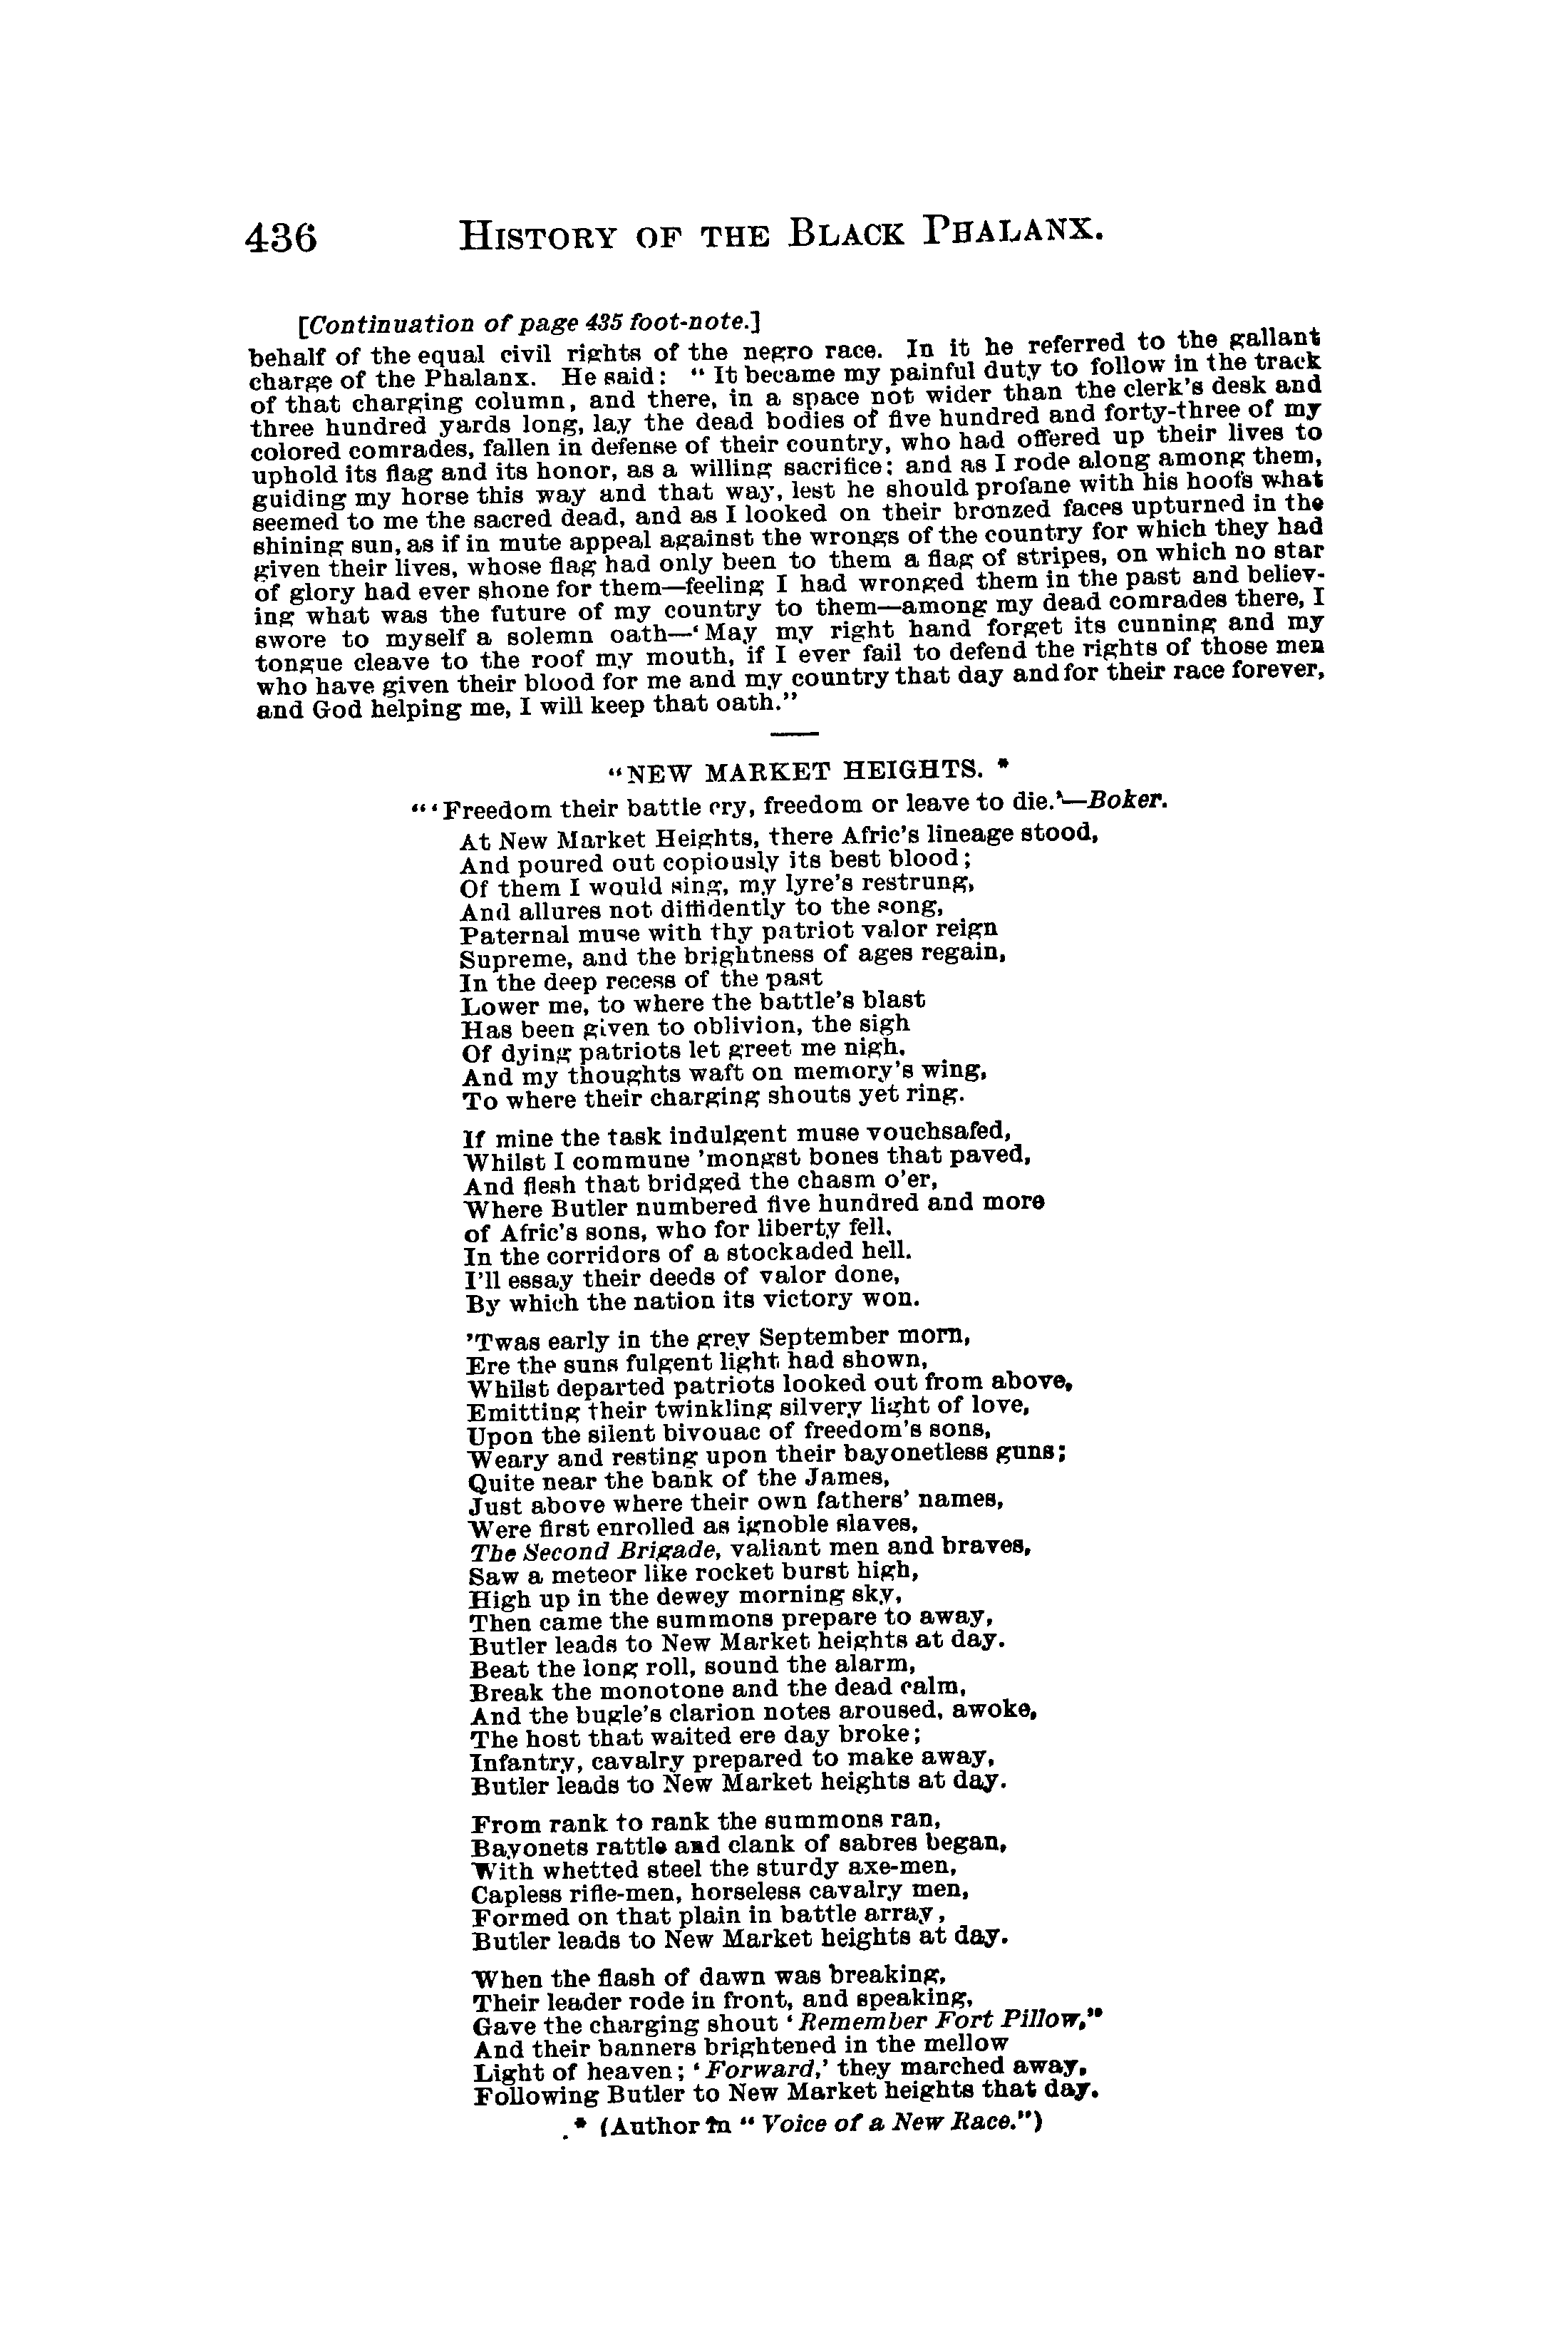 436 HISTORY OF THE BLACK PHALANX.
[Continuation of page 435 foot-note.]
behalf of the equal civil rights of the negro race. In it he referred to the gallant
charge of the Phalanx. He said: "It became my painful duty to follow in the track
of that charging column, and there, in a space not wider than the clerk's desk and
three hundred yards long, lay the dead bodies of five hundred and forty-three of my
colored comrades, fallen in defense of their country, who had offered up their lives to
uphold its flag and its honor, as a willing sacrifice; and as I rode along among them,
guiding my horse this way and that way, lest he should profane with his hoofs what
seemed to me the sacred dead, and as I looked on their bronzed faces upturned in the
shining sun, as if in mute appeal against the wrongs of the country for which they had
given their lives, whose flag had only been to them a flag of stripes, on which no star
of glory had ever shone for them—feeling I had wronged them in the past and believ-
ing what was the future of my country to them—among my dead comrades there, I
swore to myself a solemn oath—'May my right hand forget its cunning and my
tongue cleave to the roof my mouth, if I ever fail to defend the rights of those men
who have given their blood for me and my country that day and for their race forever,
and God helping me, I will keep that oath."
"NEW MARKET HEIGHTS. *
"'Freedom their battle cry, freedom or leave to die.'—Boker.
At New Market Heights, there Afric's lineage stood,
And poured out copiously its best blood;
Of them I would sing, my lyre's restrung,
And allures not diffidently to the song,
Paternal muse with thy patriot valor reign
Supreme, and the brightness of ages regain,
In the deep recess of the past
Lower me, to where the battle's blast
Has been given to oblivion, the sigh
Of dying patriots let greet me nigh.
And my thoughts waft on memory's wing,
To where their charging shouts yet ring.
If mine the task indulgent muse vouchsafed,
Whilst I commune 'mongst bones that paved,
And flesh that bridged the chasm o'er,
Where Butler numbered five hundred and more
of Afric's sons, who for liberty fell,
In the corridors of a stockaded hell.
I'll essay their deeds of valor done,
By which the nation its victory won.
'Twas early in the grey September morn,
Ere the suns fulgent light had shown,
Whilst departed patriots looked out from above,
Emitting their twinkling silvery light of love,
Upon the silent bivouac of freedom's sons,
Weary and resting upon their bayonetless guns;
Quite near the bank of the James,
Just above where their own fathers' names,
Were first enrolled as ignoble slaves,
The Second Brigade, valiant men and braves,
Saw a meteor like rocket burst high,
High up in the dewey morning sky,
Then came the summons prepare to away,
Butler leads to New Market heights at day.
Beat the long roll, sound the alarm,
Break the monotone and the dead calm,
And the bugle's clarion notes aroused, awoke,
The host that waited ere day broke;
Infantry, cavalry prepared to make away,
Butler leads to New Market heights at day.
From rank to rank the summons ran,
Bayonets rattle and clank of sabres began,
With whetted steel the sturdy axe-men,
Capless rifle-men, horseless cavalry men,
Formed on that plain in battle array,
Butler leads to New Market heights at day.
When the flash of dawn was breaking,
Their leader rode in front, and speaking,
Gave the charging shout 'Remember Fort Pillow,"
And their banners brightened in the mellow
Light of heaven; 'Forward,' they marched away,
Following Butler to New Market heights that day.
* (Author in "Voice of a New Race.")